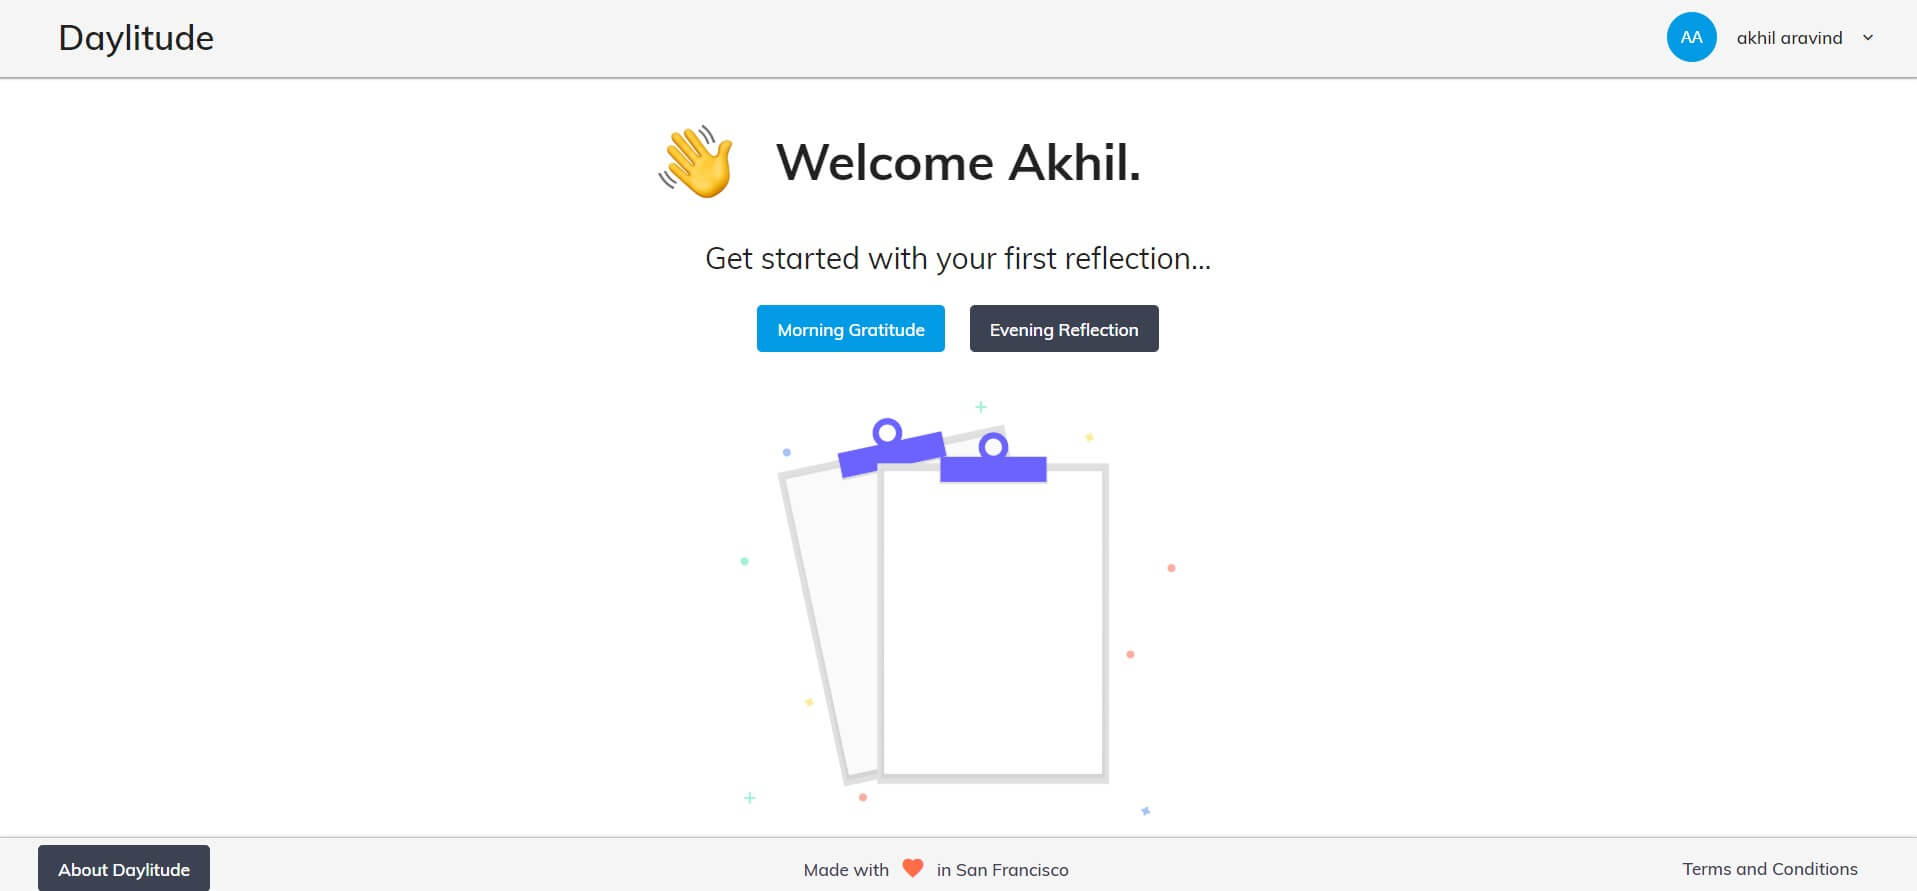 Daylitude
AA akhil aravind
Welcome Akhil.
Get started with your first reflection...
Morning Gratitude
Evening Reflection
About Daylitude
Made with in San Francisco
Terms and Conditions